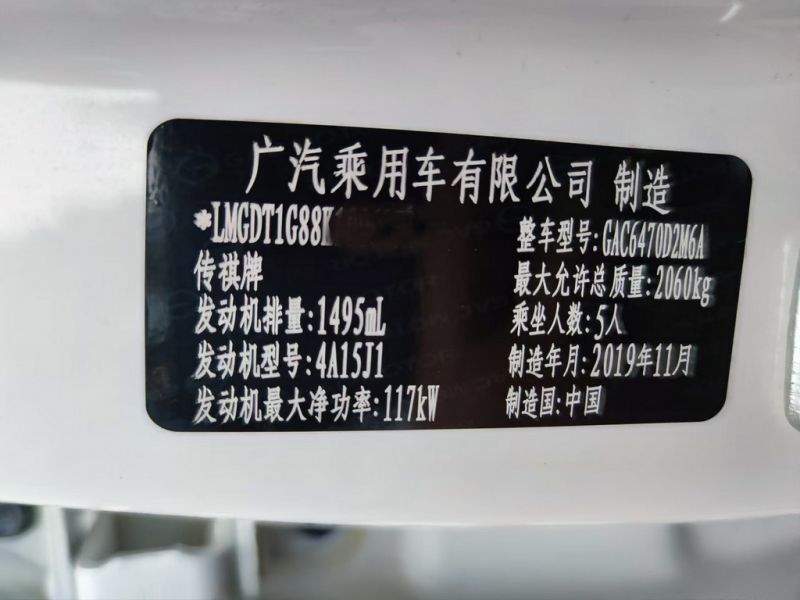 广汽乘用车有限公司 制造
*LMGDT1G88K
整车型号:GAC6470D2M6A
传祺牌
最大允许总质量:2060kg
发动机排量:1495mL
乘坐人数:5人
发动机型号:4A15J1
制造年月:2019年11月
发动机最大净功率:117kW
制造国:中国